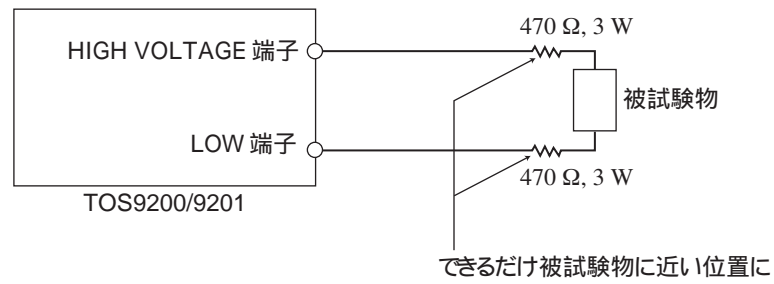 470 Ω, 3 W
HIGH VOLTAGE 端子
被試験物
LOW 端子
470 Ω, 3 W
TOS9200/9201
できるだけ被試験物に近い位置に